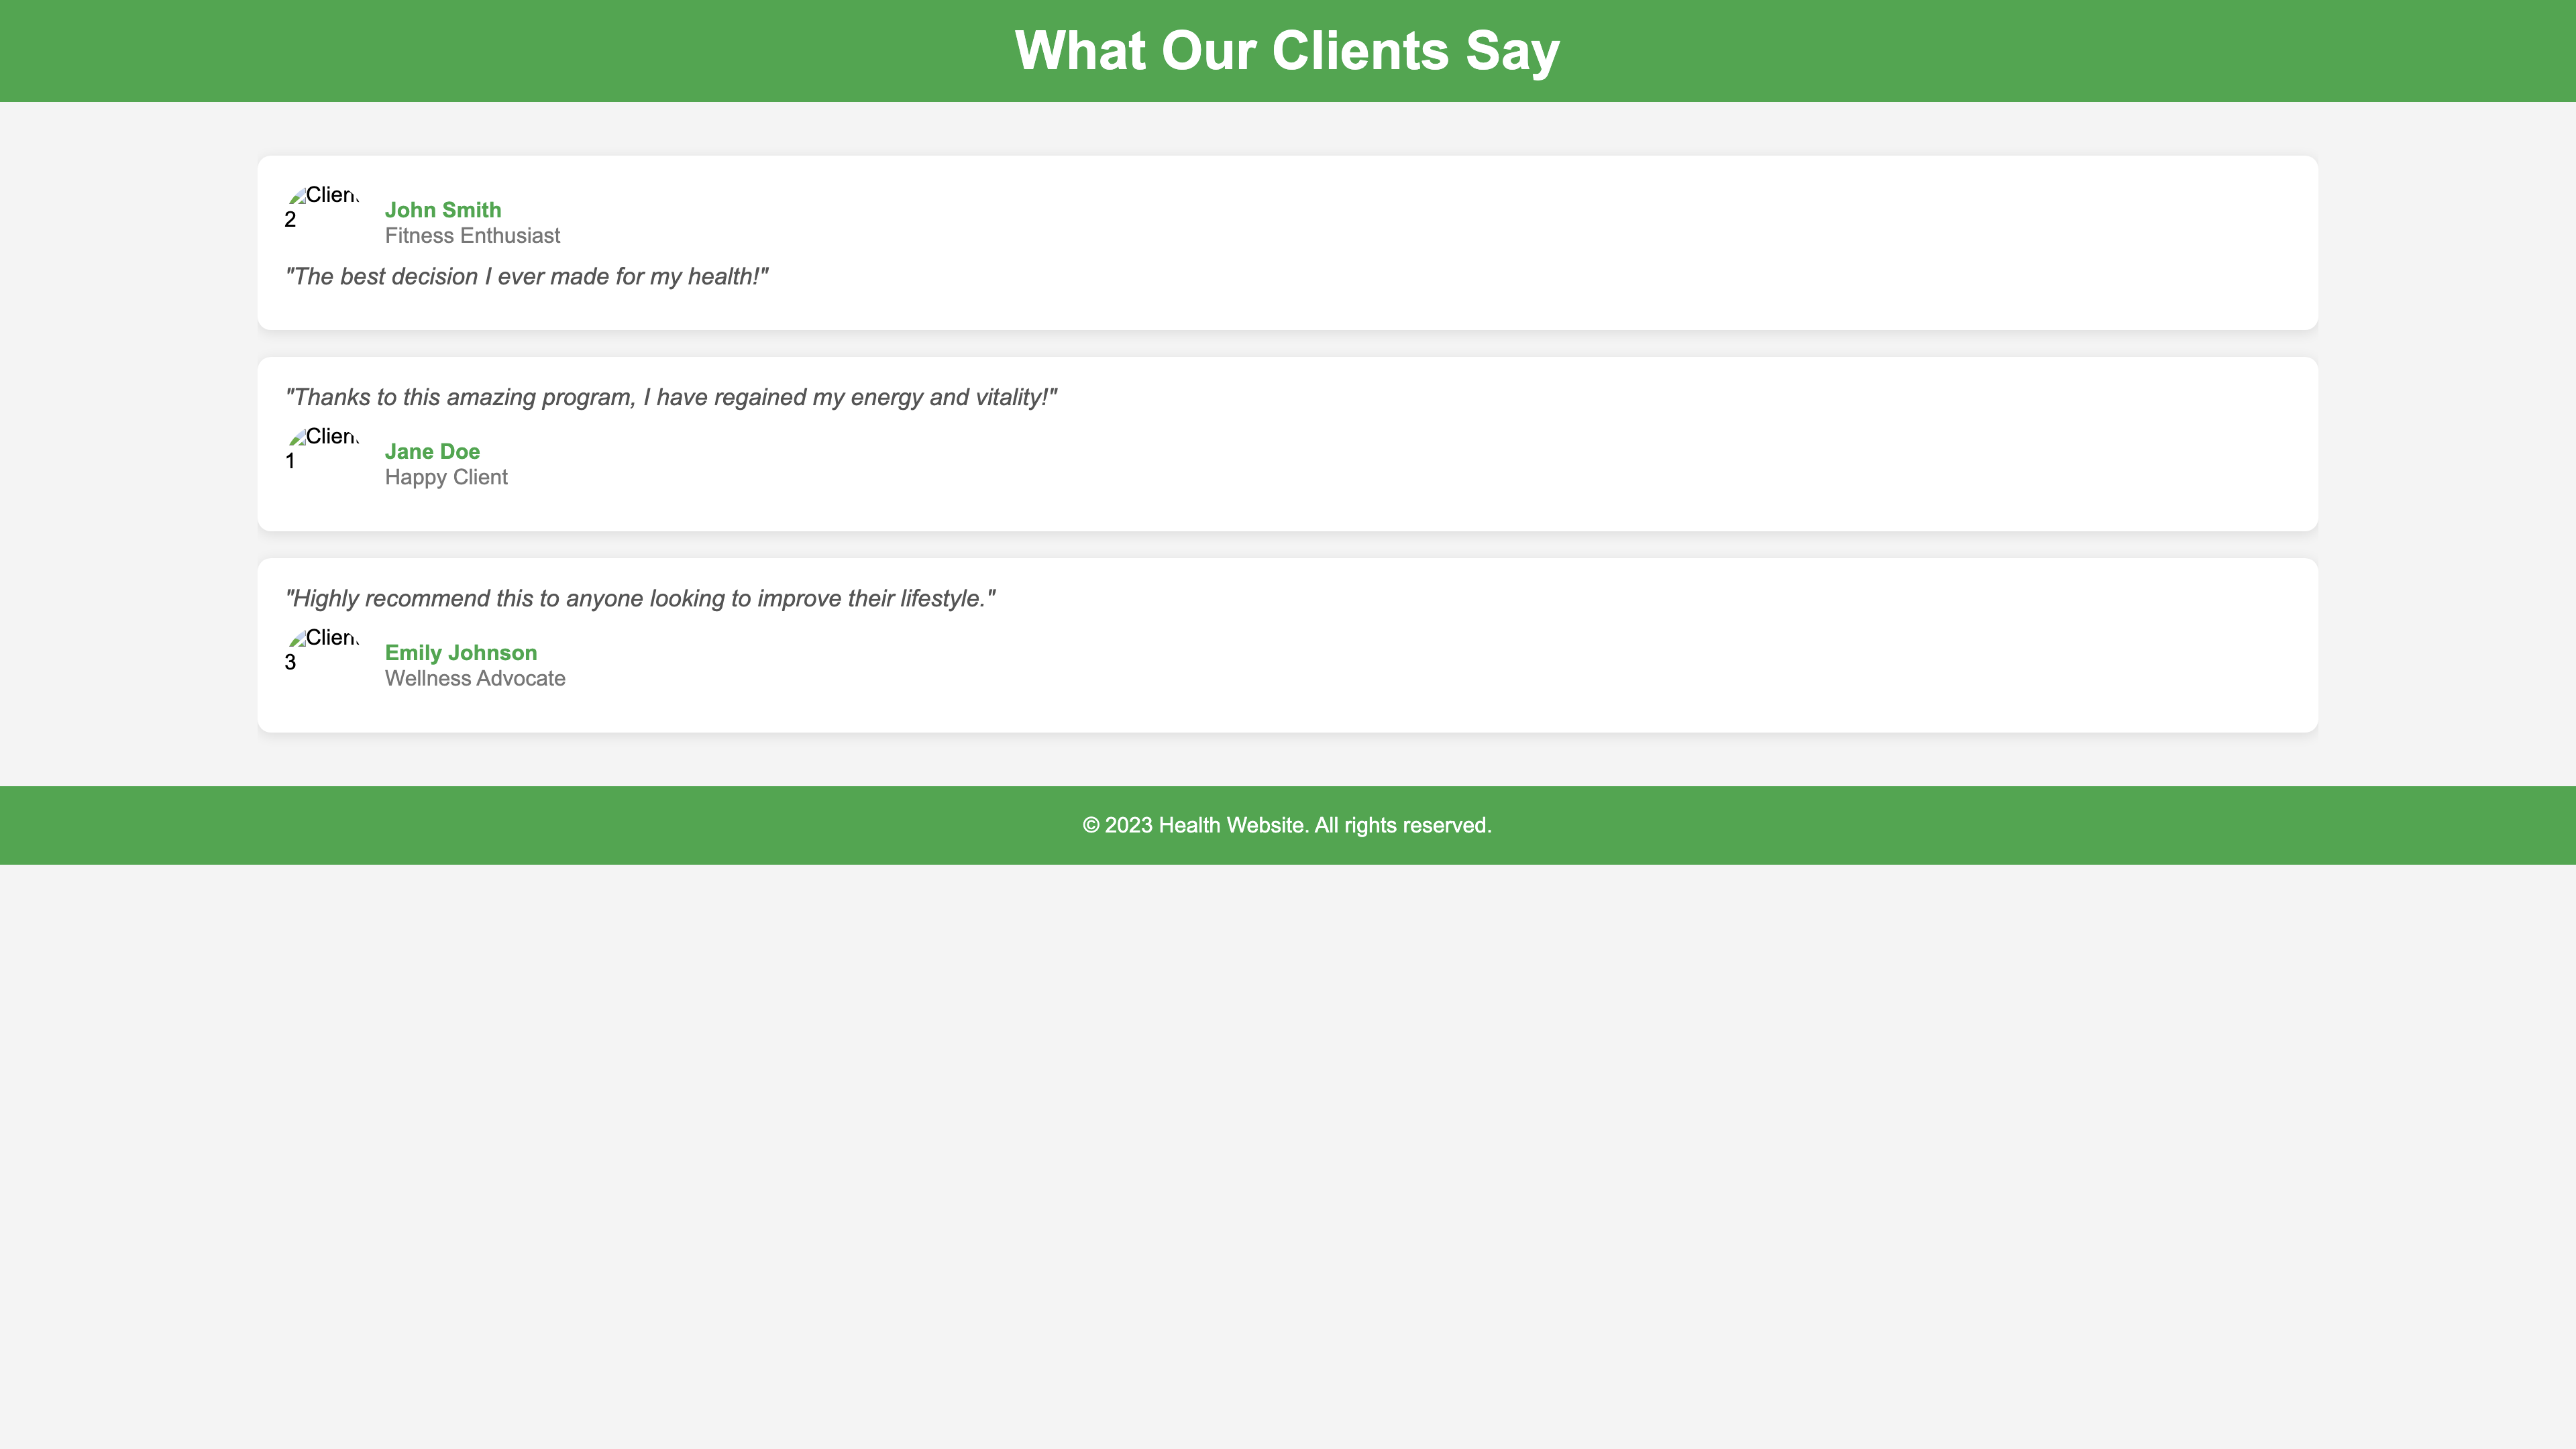 What Our Clients Say
Clien
2
John Smith
Fitness Enthusiast
"The best decision I ever made for my health!"
"Thanks to this amazing program, I have regained my energy and vitality!"
Clien
1
Jane Doe
Happy Client
"Highly recommend this to anyone looking to improve their lifestyle."
Clien
3
Emily Johnson
Wellness Advocate
© 2023 Health Website. All rights reserved.